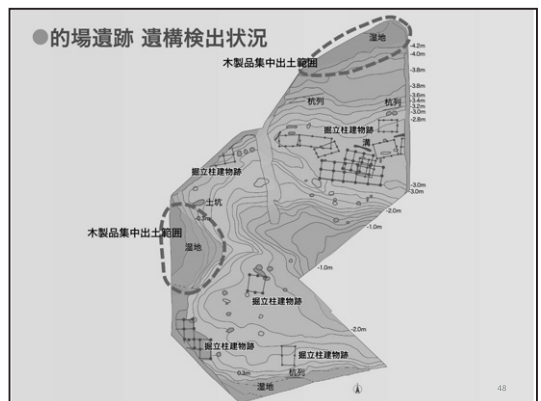 ●的場遺跡 遺構検出状況
湿地
木製品集中出土範囲
-4.2m
-4.0m
-3.8m
-3.8m
-3.6m
-3.4m
-3.2m
-3.0m
-2.8m
杭列
杭列
掘立柱建物跡
溝
掘立柱建物跡
-3.0m
-3.0m
土坑
-2.0m
木製品集中出土範囲
湿地
-1.0m
-1.0m
掘立柱建物跡
-2.0m
掘立柱建物跡
掘立柱建物跡
杭列
湿地
48